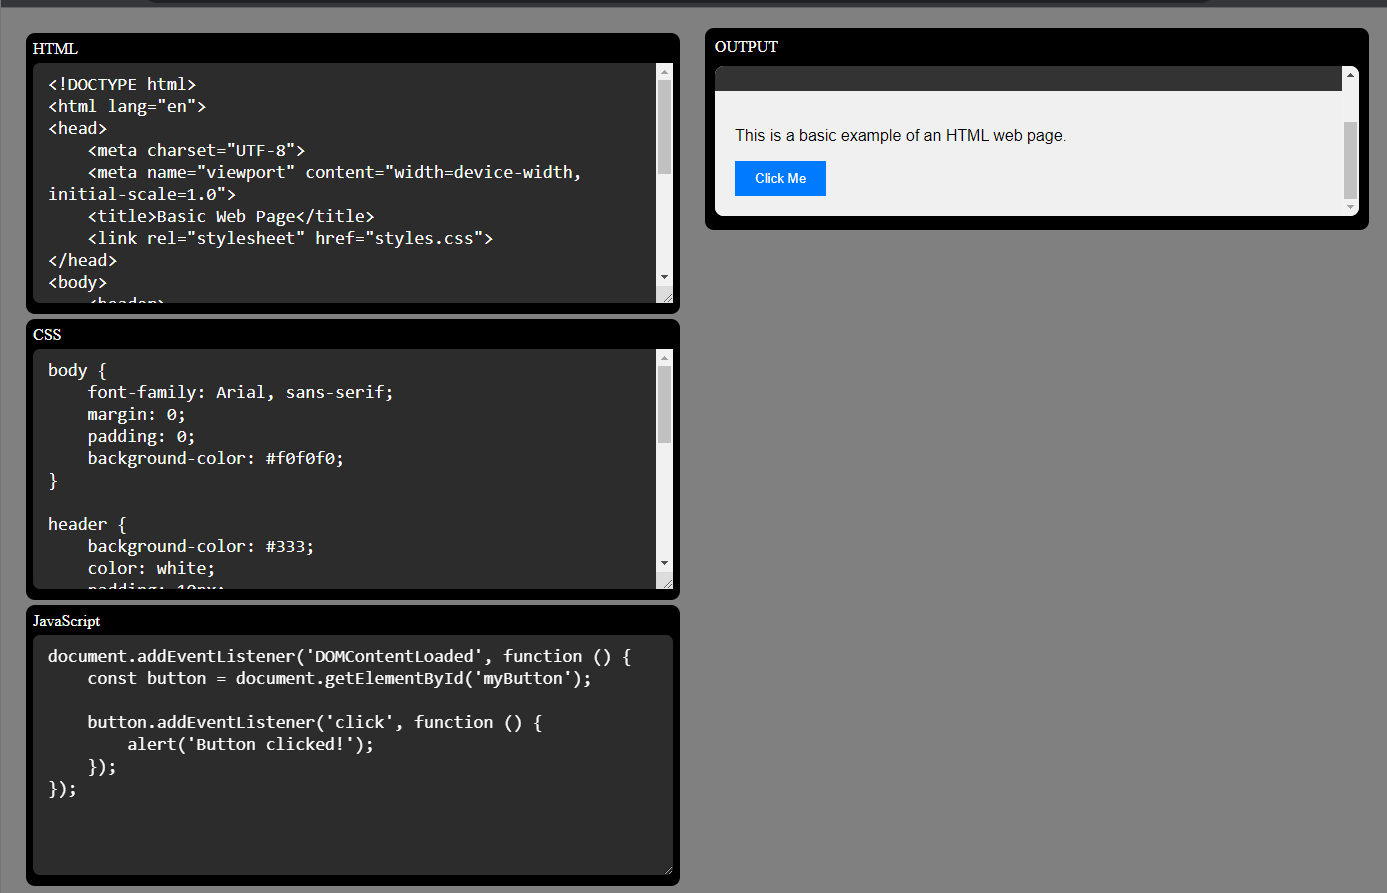 HTML
<!DOCTYPE html>
<html lang="en">
<head>
    <meta charset="UTF-8">
    <meta name="viewport" content="width=device-width,
initial-scale=1.0">
    <title>Basic Web Page</title>
    <link rel="stylesheet" href="styles.css">
</head>
<body>
    <header>
CSS
body {
    font-family: Arial, sans-serif;
    margin: 0;
    padding: 0;
    background-color: #f0f0f0;
}
header {
    background-color: #333;
    color: white;
    padding: 10px;
JavaScript
document.addEventListener('DOMContentLoaded', function () {
    const button = document.getElementById('myButton');
    button.addEventListener('click', function () {
        alert('Button clicked!');
    });
});
OUTPUT
This is a basic example of an HTML web page.
Click Me